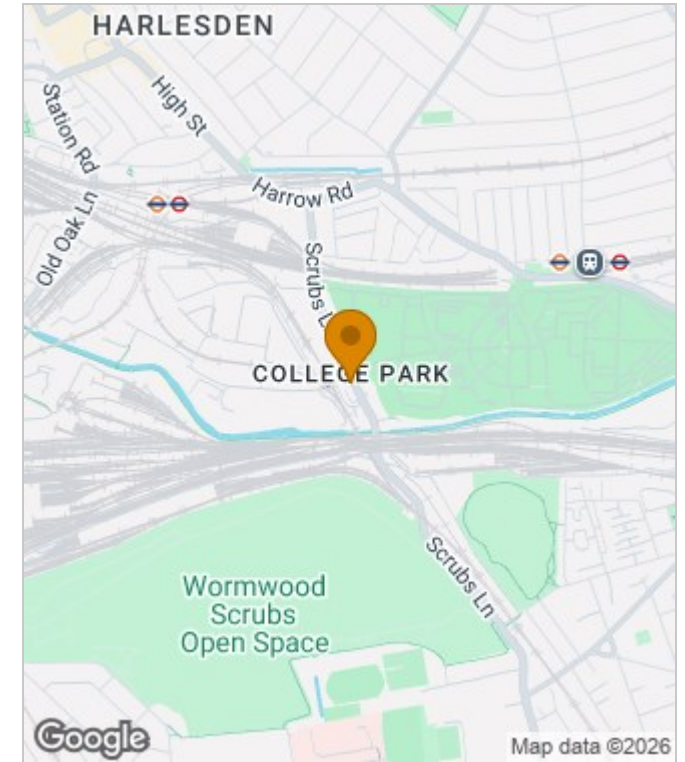 HARLESDEN
High St
Station Rd
Harrow Rd
Old Oak Ln
Scrubs L
COLLEGE PARK
Scrubs Ln
Wormwood
Scrubs
Open Space
Google
Map data ©2026